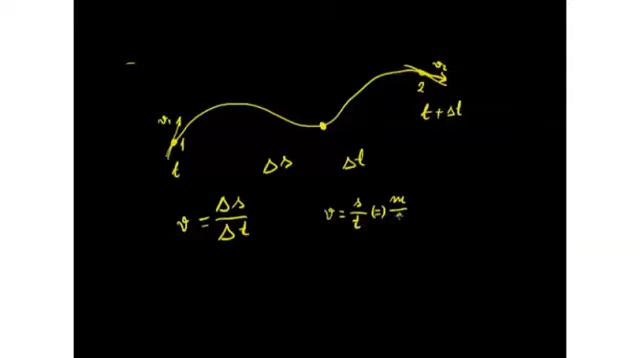 v₂
2
v₁
1
t + Δt
t
Δs Δt
v = Δs/Δt
v = s/t (=) m/